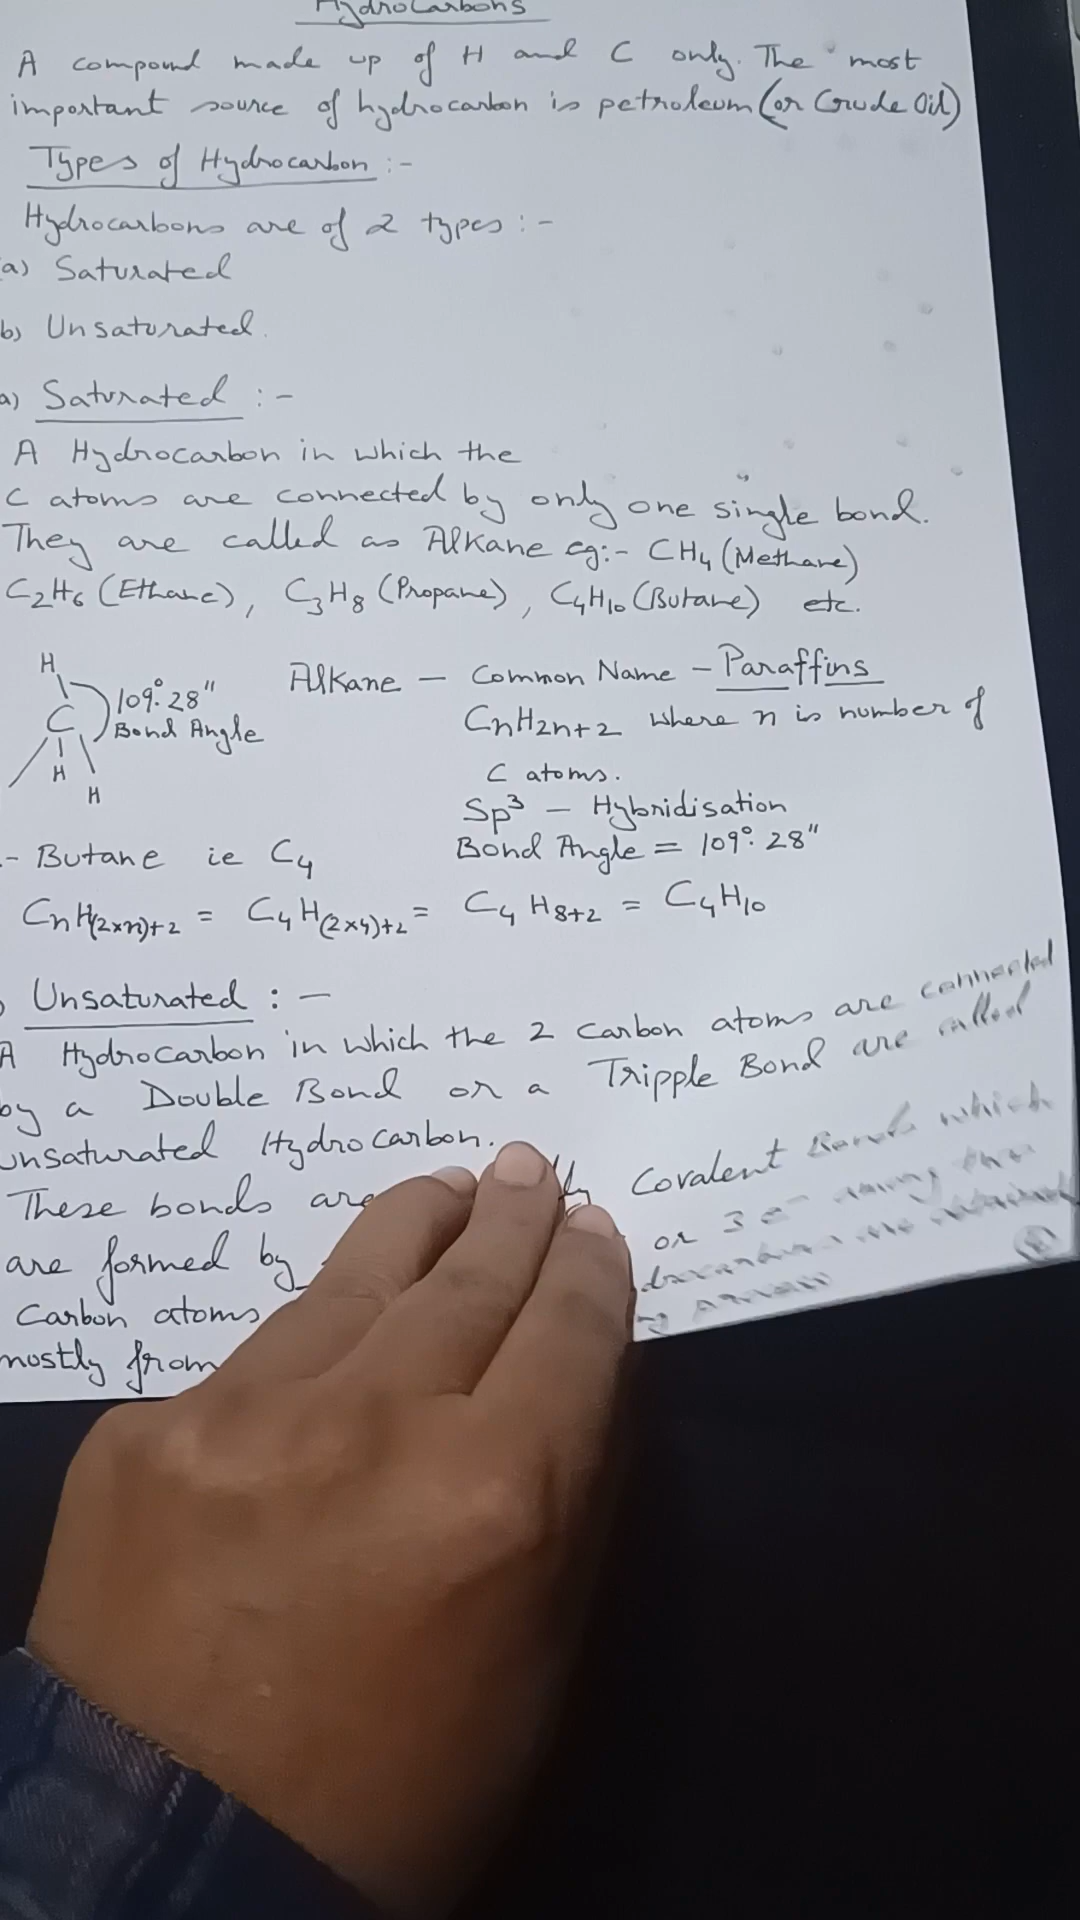 Hydrocarbons
A compound made up of H and C only. The most
important source of hydrocarbon is petroleum (or Crude Oil)
Types of Hydrocarbon :-
Hydrocarbons are of 2 types :-
a) Saturated
b) Unsaturated.
a) Saturated :-
A Hydrocarbon in which the
C atoms are connected by only one single bond.
They are called as Alkane eg:- CH₄ (Methane)
C₂H₆ (Ethane), C₃H₈ (Propane), C₄H₁₀ (Butane) etc.
H
109°.28"
C
Bond Angle
H
H
Alkane - Common Name - Paraffins
CnH2n+2 where n is number of
C atoms.
Sp³ - Hybridisation
Bond Angle = 109°.28"
- Butane ie C₄
CnH(2xn)+2 = C₄H(2x4)+2 = C₄H8+2 = C₄H₁₀
Unsaturated :-
A Hydrocarbon in which the 2 Carbon atoms are connected
by a Double Bond or a Tripple Bond are called
unsaturated Hydrocarbon.
These bonds are Covalent Bonds which
are formed by or 3 e⁻
Carbon atoms
mostly from